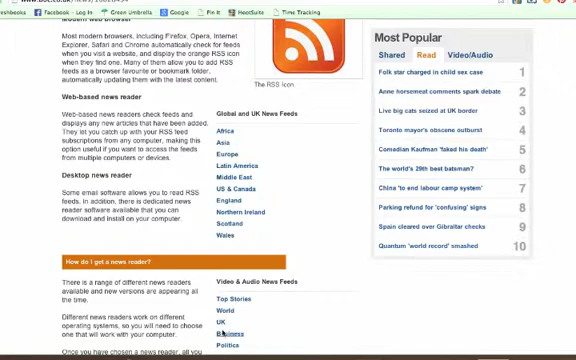 Facebook - Log In
Green Umbrella
Google
Pin It
HootSuite
Time Tracking
Modern web browser
Most modern browsers, including Firefox, Opera, Internet
Explorer, Safari and Chrome automatically check for feeds
when you visit a website, and display the orange RSS icon
when they find one. Many of them allow you to add RSS
feeds as a browser favourite or bookmark folder,
automatically updating them with the latest content.
Web-based news reader
Web-based news readers check feeds and
displays any new articles that have been added.
They let you catch up with your RSS feed
subscriptions from any computer, making this
option useful if you want to access the feeds
from multiple computers or devices.
Desktop news reader
Some email software allows you to read RSS
feeds. In addition, there is dedicated news
reader software available that you can
download and install on your computer.
How do I get a news reader?
There is a range of different news readers
available and new versions are appearing all
the time.
Different news readers work on different
operating systems, so you will need to choose
one that will work with your computer.
Once you have chosen a news reader, all you
The RSS Icon
Global and UK News Feeds
Africa
Asia
Europe
Latin America
Middle East
US & Canada
England
Northern Ireland
Scotland
Wales
Video & Audio News Feeds
Top Stories
World
UK
Business
Politics
Most Popular
Shared Read Video/Audio
Folk star charged in child sex case 1
Anne horsemeat comments spark debate 2
Live big cats seized at UK border 3
Toronto mayor's obscene outburst 4
Comedian Kaufman 'faked his death' 5
The world's 29th best batsman? 6
China 'to end labour camp system' 7
Parking refund for 'confusing' signs 8
Spain cleared over Gibraltar checks 9
Quantum 'world record' smashed 10